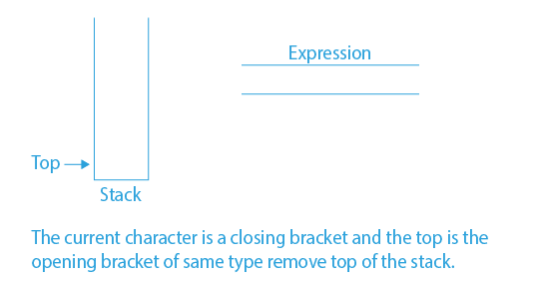 Expression
Top
Stack
The current character is a closing bracket and the top is the
opening bracket of same type remove top of the stack.